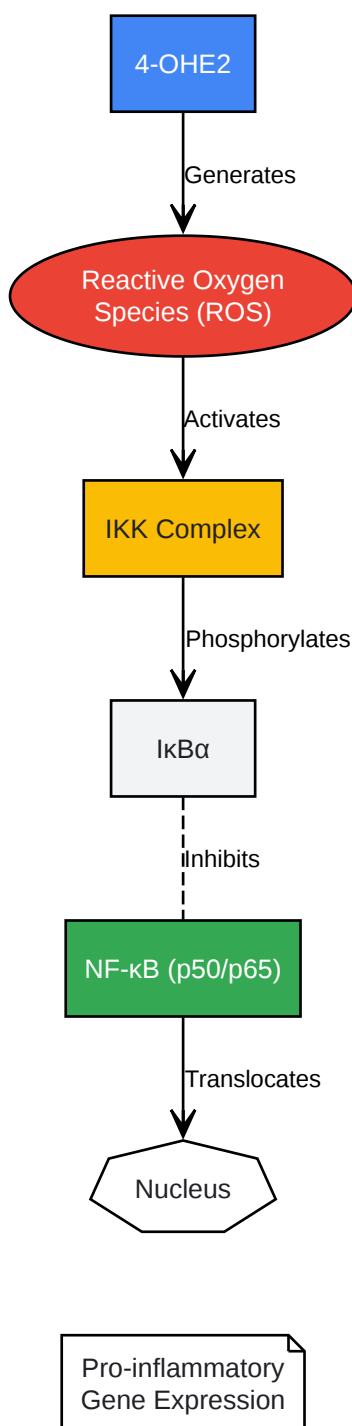 4-OHE2
Generates
Reactive Oxygen
Species (ROS)
Activates
IKK Complex
Phosphorylates
IκBα
Inhibits
NF-κB (p50/p65)
Translocates
Nucleus
Pro-inflammatory
Gene Expression